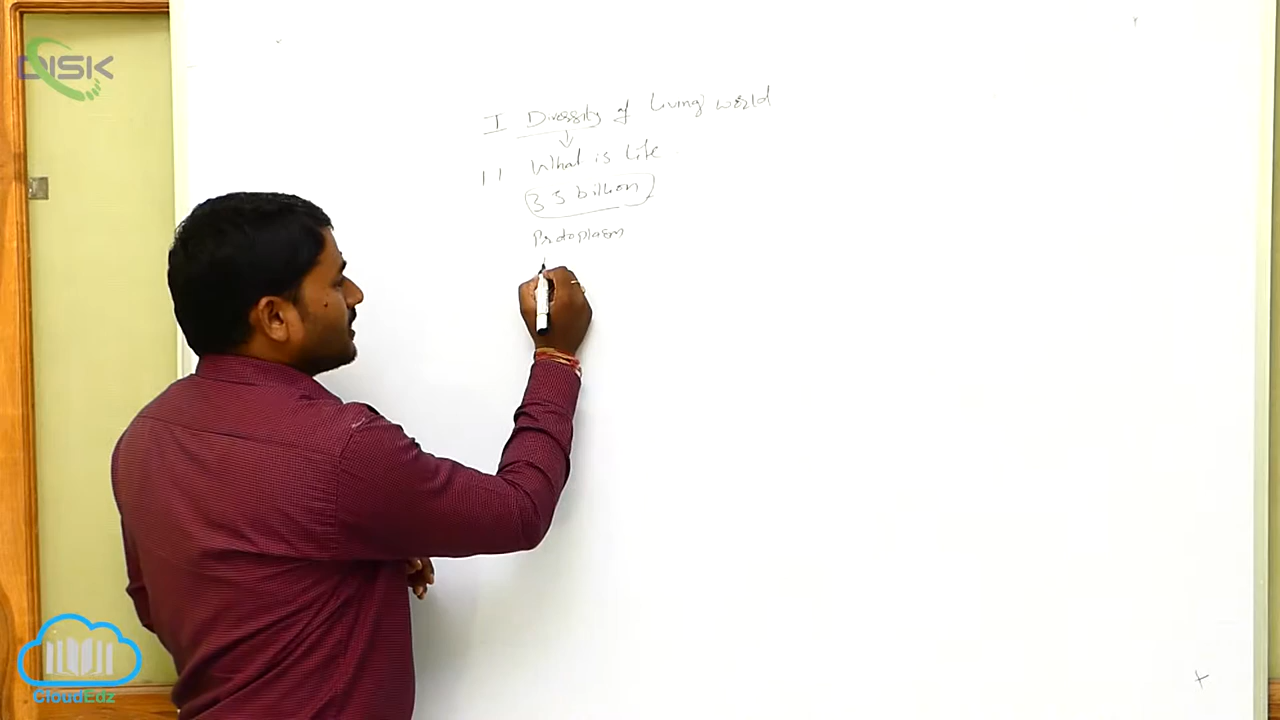 DISK
I Diversity of Living world
1.1 What is Life
3.5 billion
Protoplasm
CloudEdz